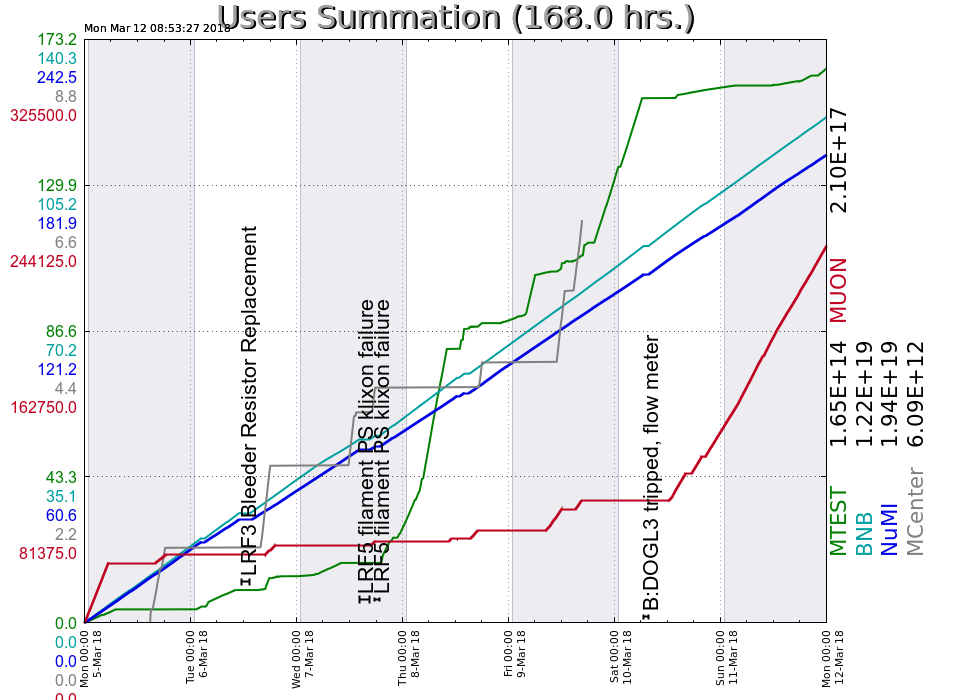 Users Summation (168.0 hrs.)
Mon Mar 12 08:53:27 2018
173.2
140.3
242.5
8.8
325500.0
129.9
105.2
181.9
6.6
244125.0
86.6
70.2
121.2
4.4
162750.0
43.3
35.1
60.6
2.2
81375.0
0.0
0.0
0.0
0.0
0.0
LRF3 Bleeder Resistor Replacement
LRF5 filament PS klixon failure
LRF5 filament PS klixon failure
B:DOGL3 tripped, flow meter
MTEST 1.65E+14
MUON 2.10E+17
BNB 1.22E+19
NuMI 1.94E+19
MCenter 6.09E+12
Mon 00:00
5-Mar 18
Tue 00:00
6-Mar 18
Wed 00:00
7-Mar 18
Thu 00:00
8-Mar 18
Fri 00:00
9-Mar 18
Sat 00:00
10-Mar 18
Sun 00:00
11-Mar 18
Mon 00:00
12-Mar 18